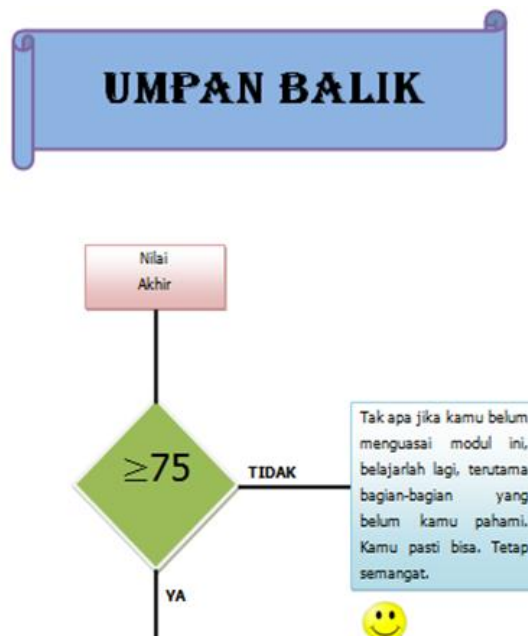 UMPAN BALIK
Nilai
Akhir
≥75
TIDAK
Tak apa jika kamu belum
menguasai modul ini,
belajarlah lagi, terutama
bagian-bagian yang
belum kamu pahami.
Kamu pasti bisa. Tetap
semangat.
YA